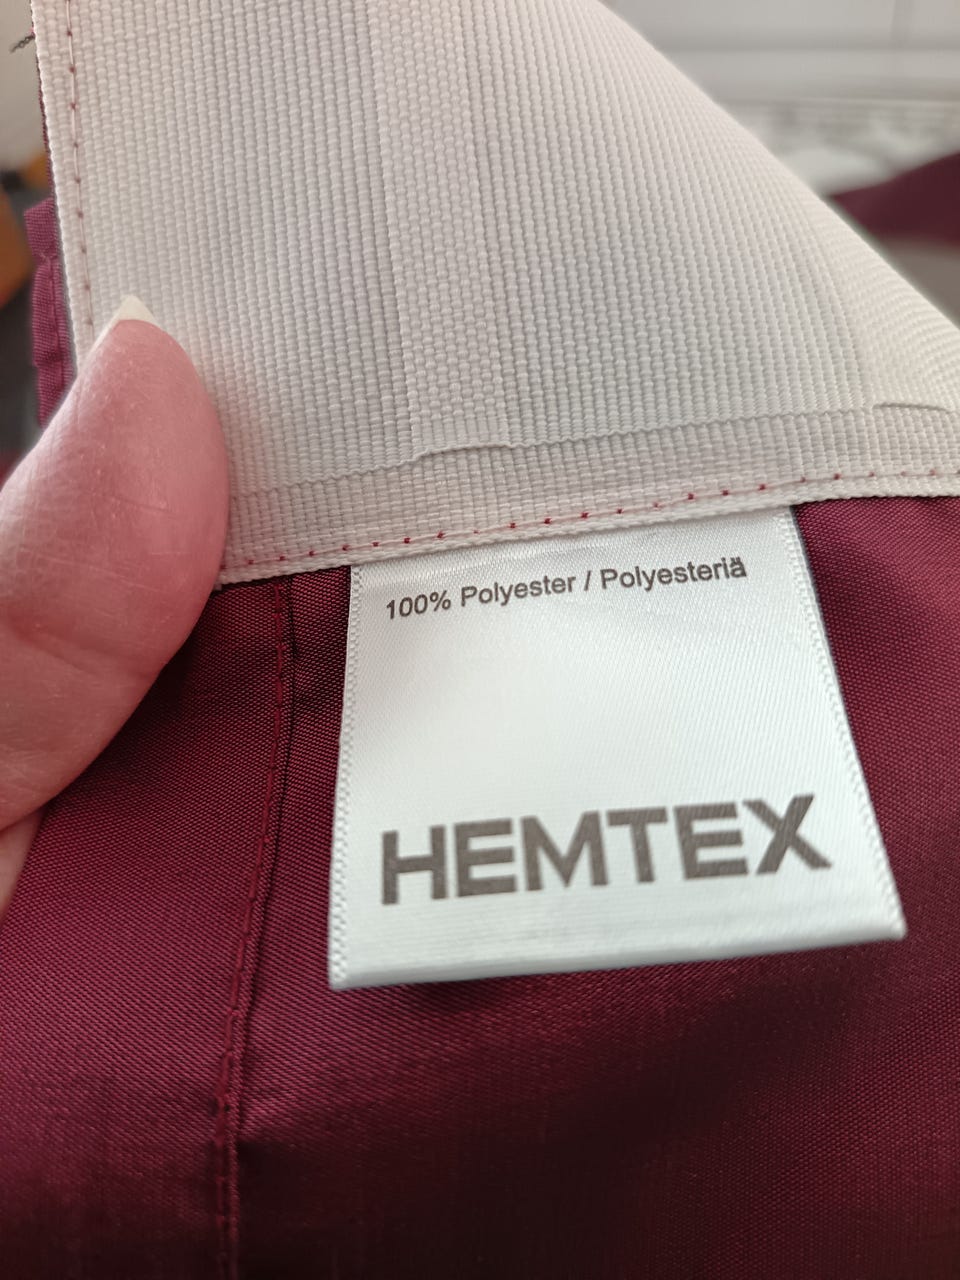 100% Polyester / Polyesteriä
HEMTEX